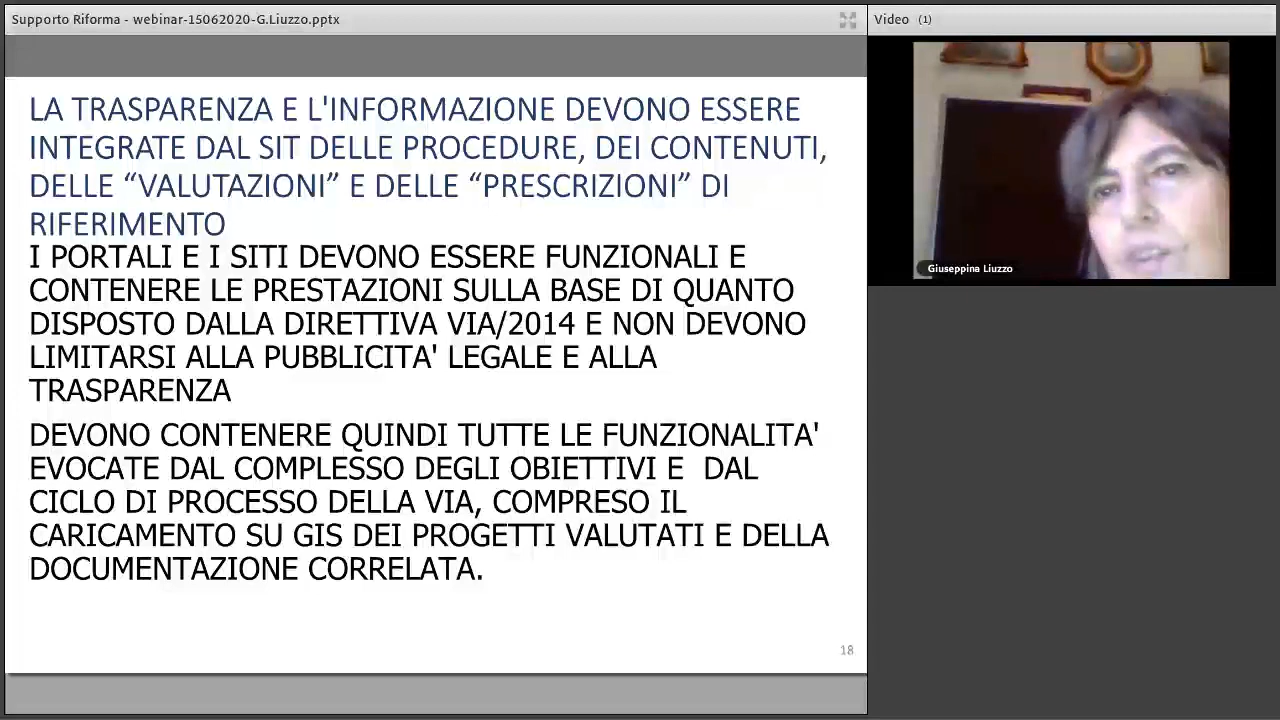 Supporto Riforma - webinar-15062020-G.Liuzzo.pptx
Video (1)
LA TRASPARENZA E L'INFORMAZIONE DEVONO ESSERE
INTEGRATE DAL SIT DELLE PROCEDURE, DEI CONTENUTI,
DELLE “VALUTAZIONI” E DELLE “PRESCRIZIONI” DI
RIFERIMENTO
I PORTALI E I SITI DEVONO ESSERE FUNZIONALI E
CONTENERE LE PRESTAZIONI SULLA BASE DI QUANTO
DISPOSTO DALLA DIRETTIVA VIA/2014 E NON DEVONO
LIMITARSI ALLA PUBBLICITA' LEGALE E ALLA
TRASPARENZA
DEVONO CONTENERE QUINDI TUTTE LE FUNZIONALITA'
EVOCATE DAL COMPLESSO DEGLI OBIETTIVI E DAL
CICLO DI PROCESSO DELLA VIA, COMPRESO IL
CARICAMENTO SU GIS DEI PROGETTI VALUTATI E DELLA
DOCUMENTAZIONE CORRELATA.
18
Giuseppina Liuzzo